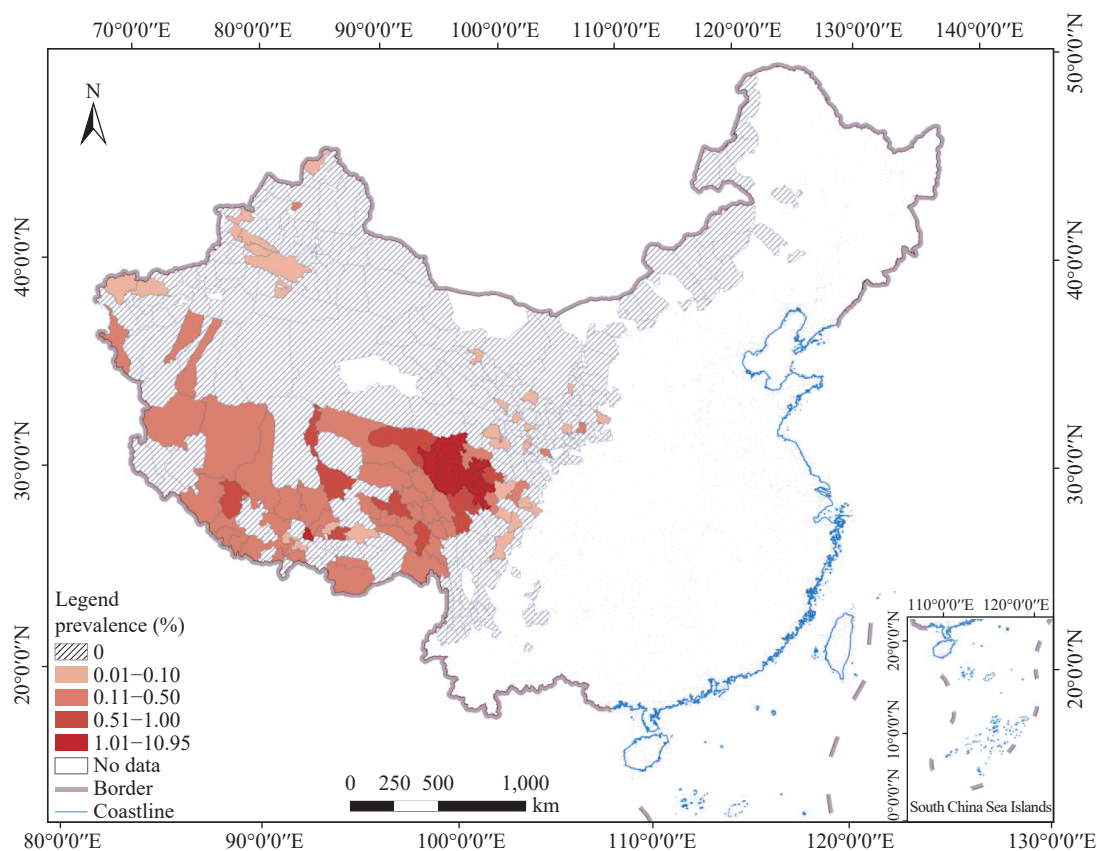 70°0′0″E 80°0′0″E 90°0′0″E 100°0′0″E 110°0′0″E 120°0′0″E 130°0′0″E 140°0′0″E
50°0′0″N
N
40°0′0″N
40°0′0″N
30°0′0″N
30°0′0″N
20°0′0″N
20°0′0″N
Legend
prevalence (%)
0
0.01−0.10
0.11−0.50
0.51−1.00
1.01−10.95
No data
Border
Coastline
0 250 500 1,000
km
110°0′0″E 120°0′0″E
20°0′0″N
10°0′0″N
0°0′0″N
South China Sea Islands
80°0′0″E 90°0′0″E 100°0′0″E 110°0′0″E 120°0′0″E 130°0′0″E